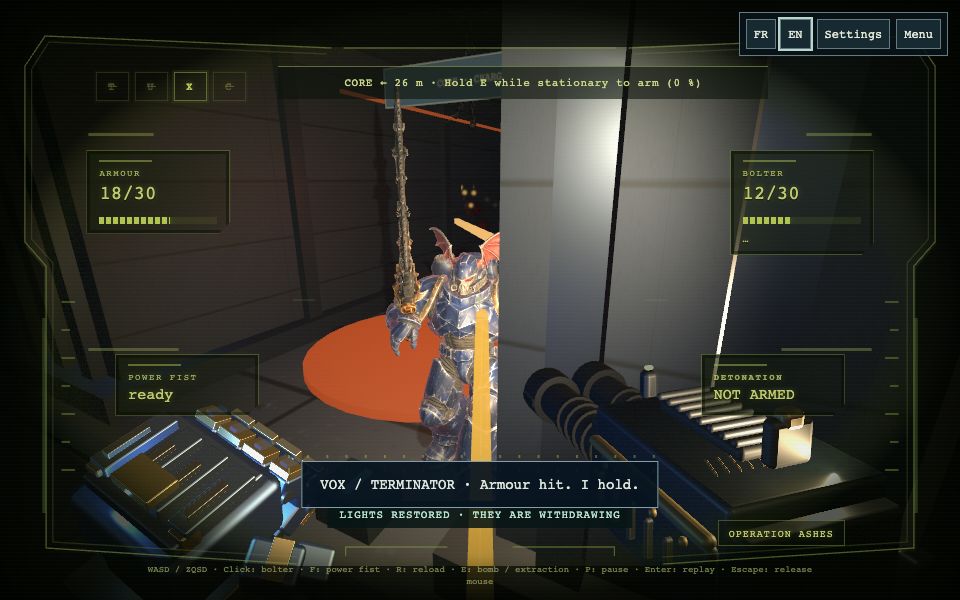 FR EN Settings Menu
X
CORE ← 26 m · Hold E while stationary to arm (0 %)
ARMOUR
18/30
BOLTER
12/30
…
POWER FIST
ready
DETONATION
NOT ARMED
VOX / TERMINATOR · Armour hit. I hold.
LIGHTS RESTORED · THEY ARE WITHDRAWING
OPERATION ASHES
WASD / ZQSD · Click: bolter · F: power fist · R: reload · E: bomb / extraction · P: pause · Enter: replay · Escape: release
mouse